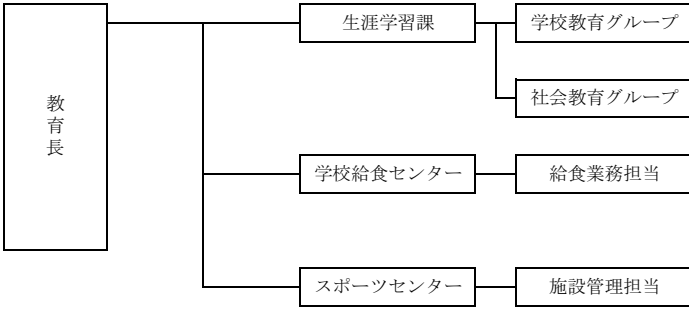 教育長
生涯学習課
学校教育グループ
社会教育グループ
学校給食センター
給食業務担当
スポーツセンター
施設管理担当